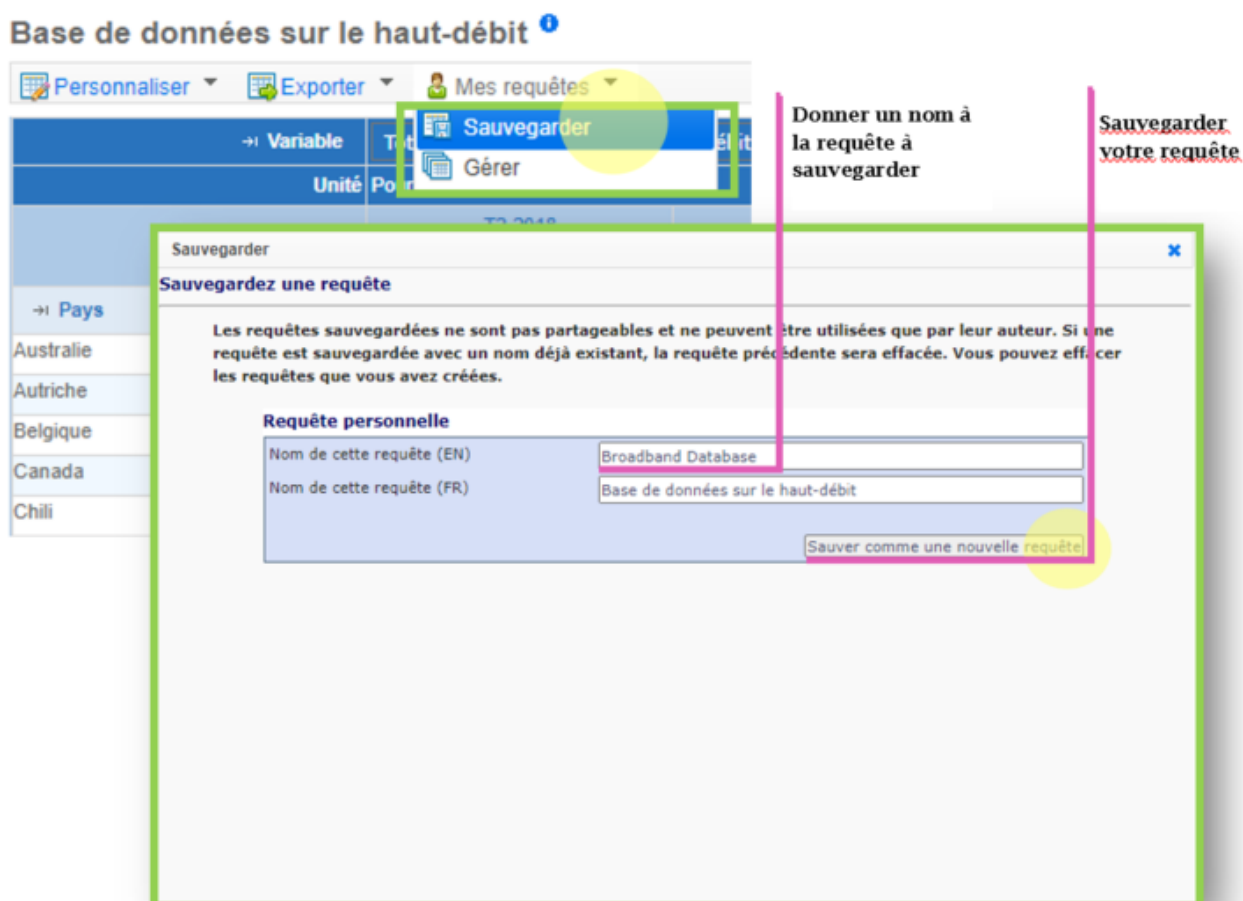 Base de données sur le haut-débit
Personnaliser Exporter Mes requêtes
Variable
Sauvegarder
Gérer
Unité
Donner un nom à
la requête à
sauvegarder
Sauvegarder
votre requête
Sauvegarder
Sauvegardez une requête
Pays
Australie
Autriche
Belgique
Canada
Chili
Les requêtes sauvegardées ne sont pas partageables et ne peuvent être utilisées que par leur auteur. Si une
requête est sauvegardée avec un nom déjà existant, la requête précédente sera effacée. Vous pouvez effacer
les requêtes que vous avez créées.
Requête personnelle
Nom de cette requête (EN) Broadband Database
Nom de cette requête (FR) Base de données sur le haut-débit
Sauver comme une nouvelle requête